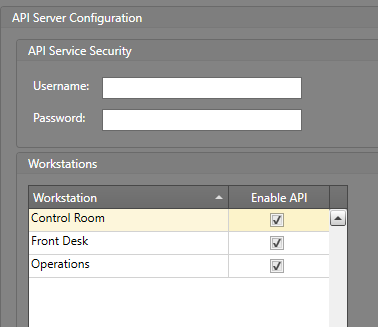 API Server Configuration
API Service Security
Username:
Password:
Workstations
Workstation Enable API
Control Room
Front Desk
Operations